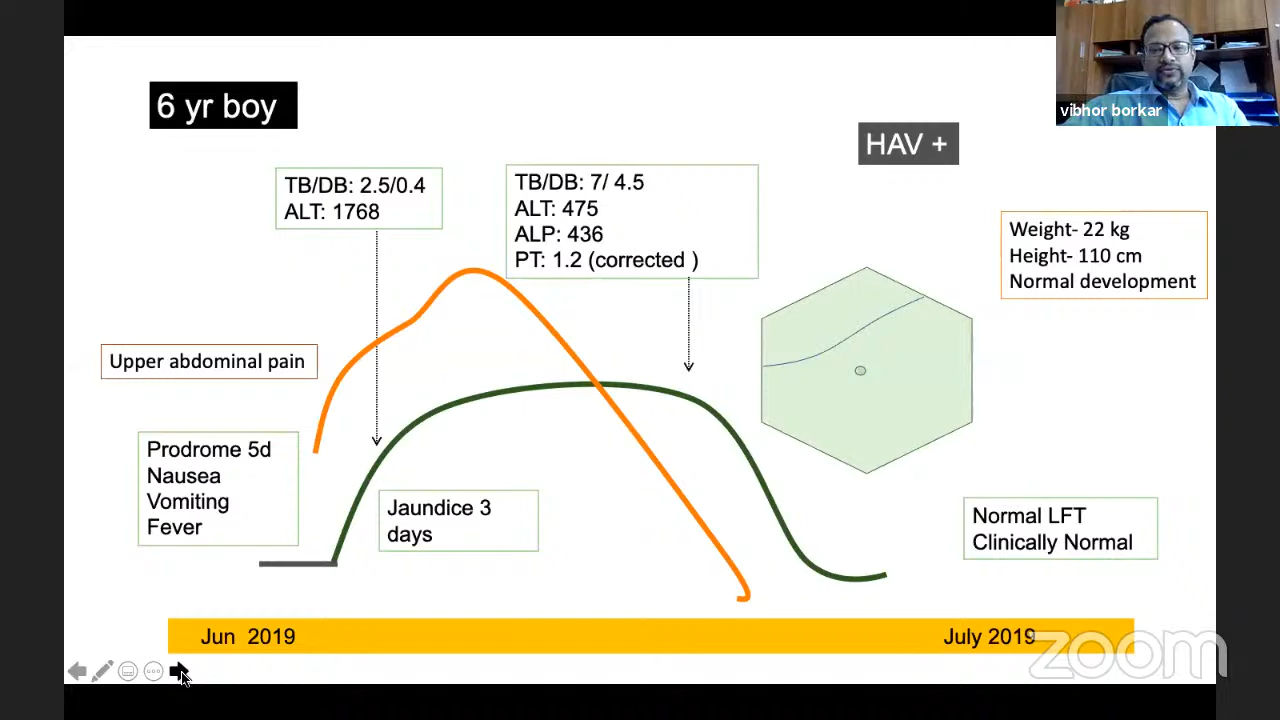 vibhor borkar
6 yr boy
HAV +
TB/DB: 2.5/0.4
ALT: 1768
TB/DB: 7/ 4.5
ALT: 475
ALP: 436
PT: 1.2 (corrected )
Weight- 22 kg
Height- 110 cm
Normal development
Upper abdominal pain
Prodrome 5d
Nausea
Vomiting
Fever
Jaundice 3
days
Normal LFT
Clinically Normal
Jun  2019
July 2019
zoom